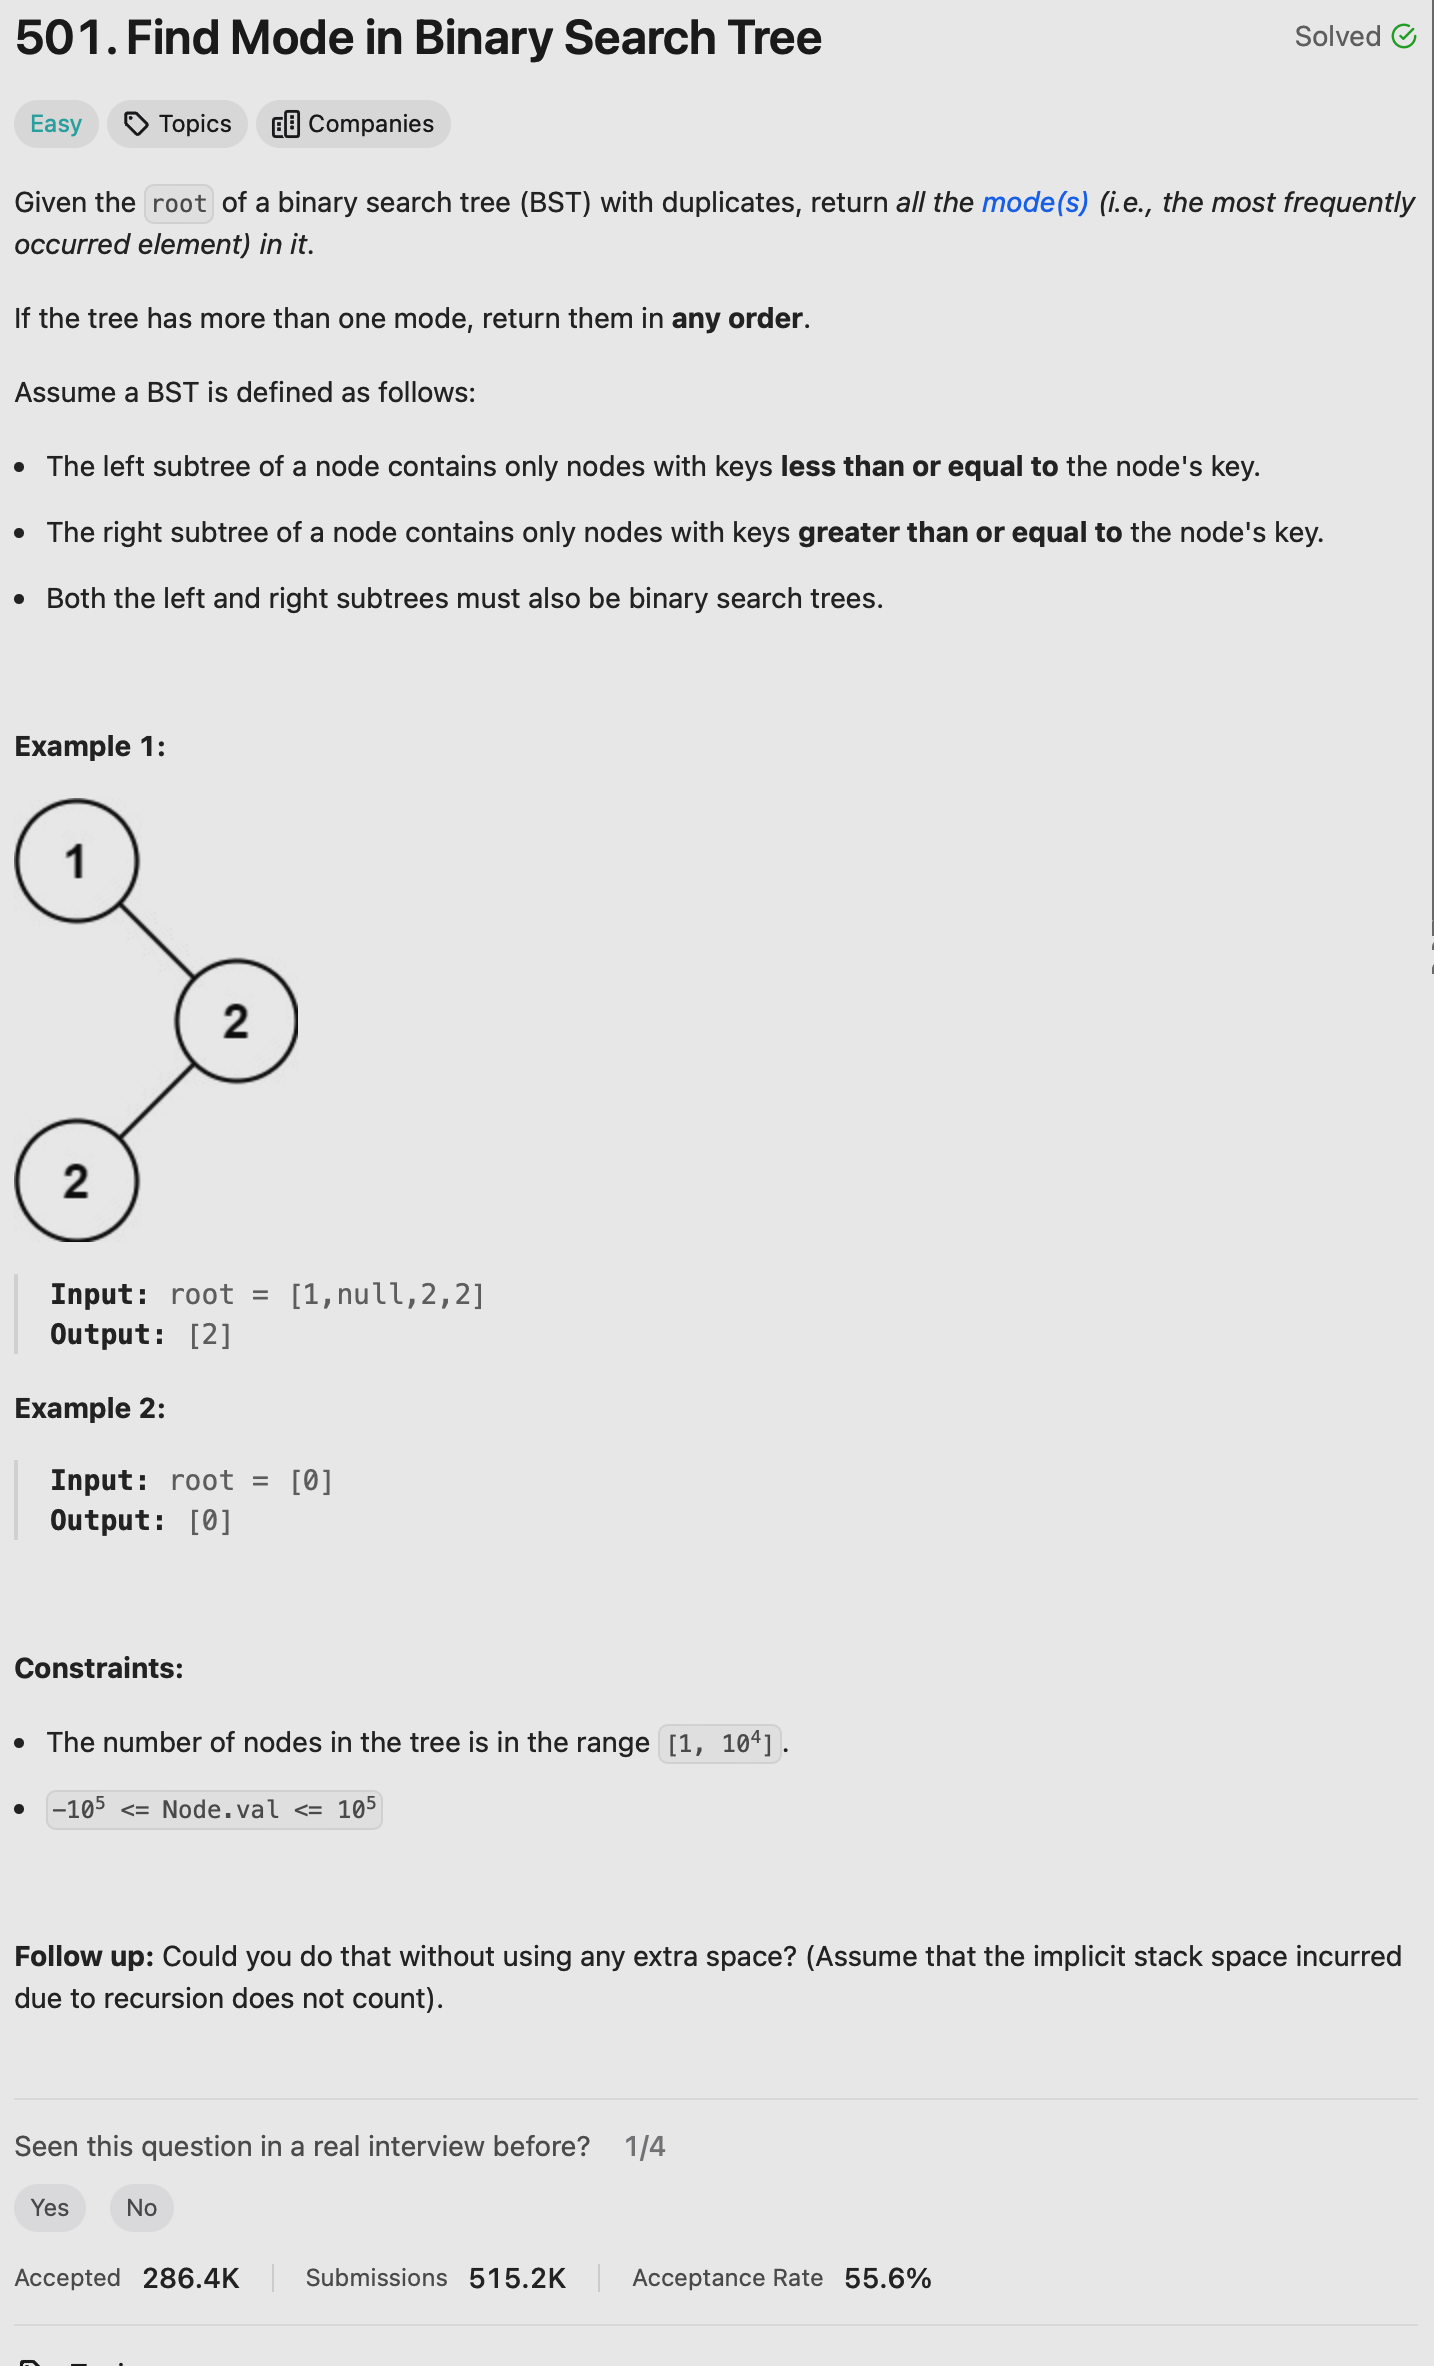 501. Find Mode in Binary Search Tree
Solved
Easy Topics Companies
Given the root of a binary search tree (BST) with duplicates, return all the mode(s) (i.e., the most frequently
occurred element) in it.
If the tree has more than one mode, return them in any order.
Assume a BST is defined as follows:
• The left subtree of a node contains only nodes with keys less than or equal to the node's key.
• The right subtree of a node contains only nodes with keys greater than or equal to the node's key.
• Both the left and right subtrees must also be binary search trees.
Example 1:
1
2
2
Input: root = [1,null,2,2]
Output: [2]
Example 2:
Input: root = [0]
Output: [0]
Constraints:
• The number of nodes in the tree is in the range [1, 10⁴].
• -10⁵ <= Node.val <= 10⁵
Follow up: Could you do that without using any extra space? (Assume that the implicit stack space incurred
due to recursion does not count).
Seen this question in a real interview before? 1/4
Yes No
Accepted 286.4K Submissions 515.2K Acceptance Rate 55.6%